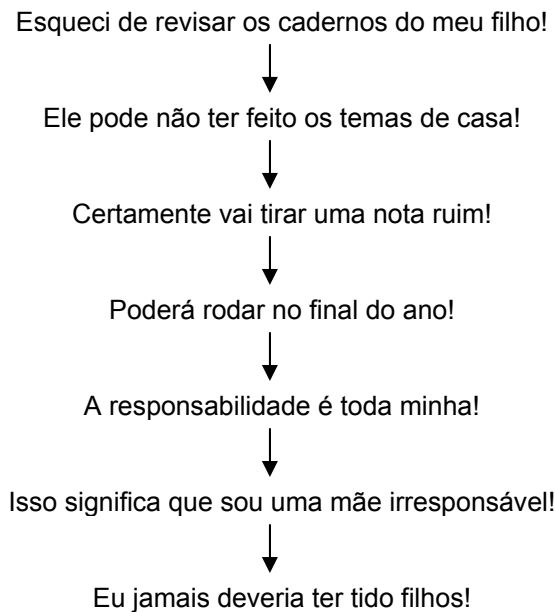 Esqueci de revisar os cadernos do meu filho!
Ele pode não ter feito os temas de casa!
Certamente vai tirar uma nota ruim!
Poderá rodar no final do ano!
A responsabilidade é toda minha!
Isso significa que sou uma mãe irresponsável!
Eu jamais deveria ter tido filhos!